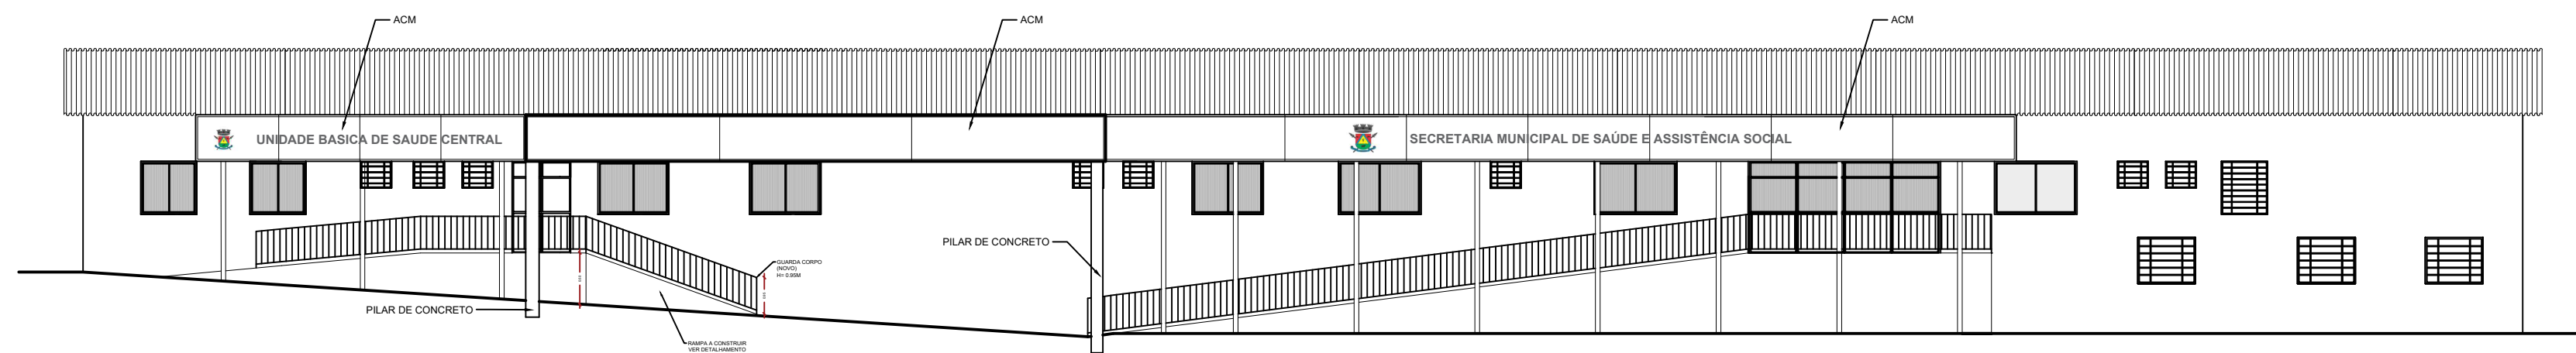 ACM
ACM
ACM
UNIDADE BASICA DE SAUDE CENTRAL
SECRETARIA MUNICIPAL DE SAÚDE E ASSISTÊNCIA SOCIAL
PILAR DE CONCRETO
GUARDA CORPO
(NOVO)
H= 0.95M
PILAR DE CONCRETO
RAMPA A CONSTRUIR
VER DETALHAMENTO